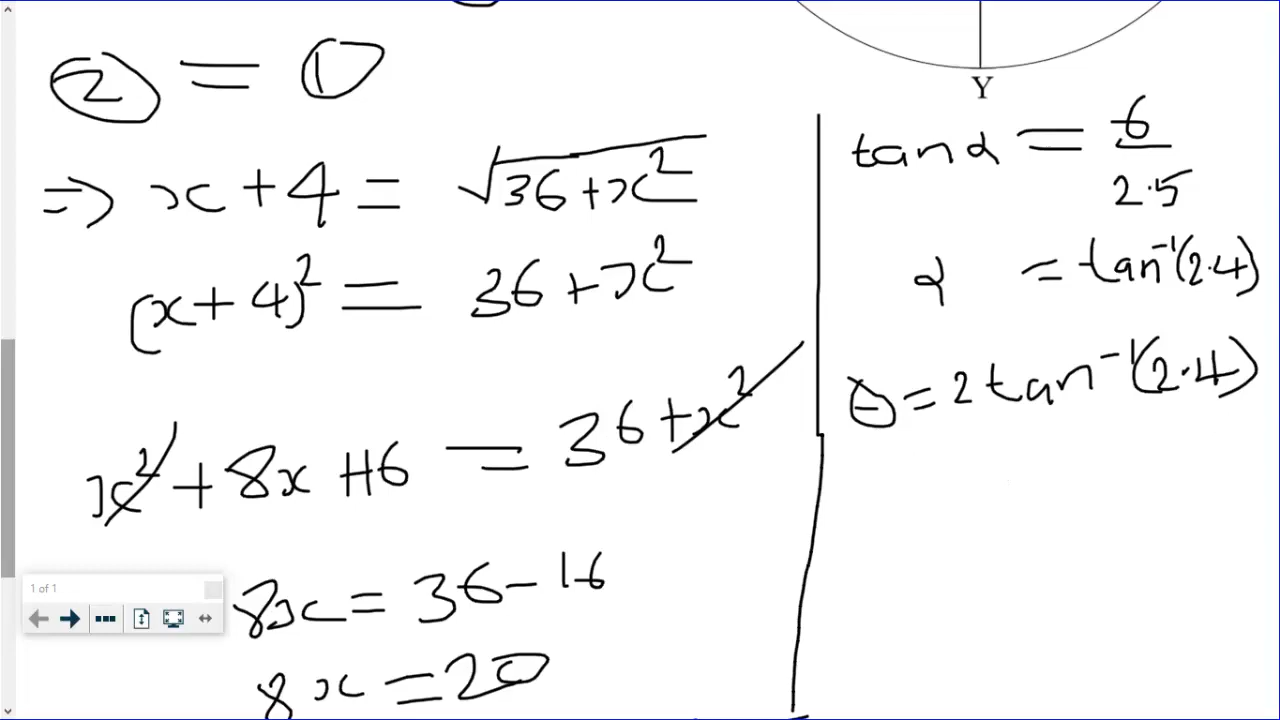 ② = ①
⇒ x + 4 = √(36 + x²)
(x + 4)² = 36 + x²
x² + 8x + 16 = 36 + x²
8x = 36 - 16
8x = 20
Y
tan α = 6/2.5
α = tan⁻¹(2.4)
θ = 2 tan⁻¹(2.4)
1 of 1